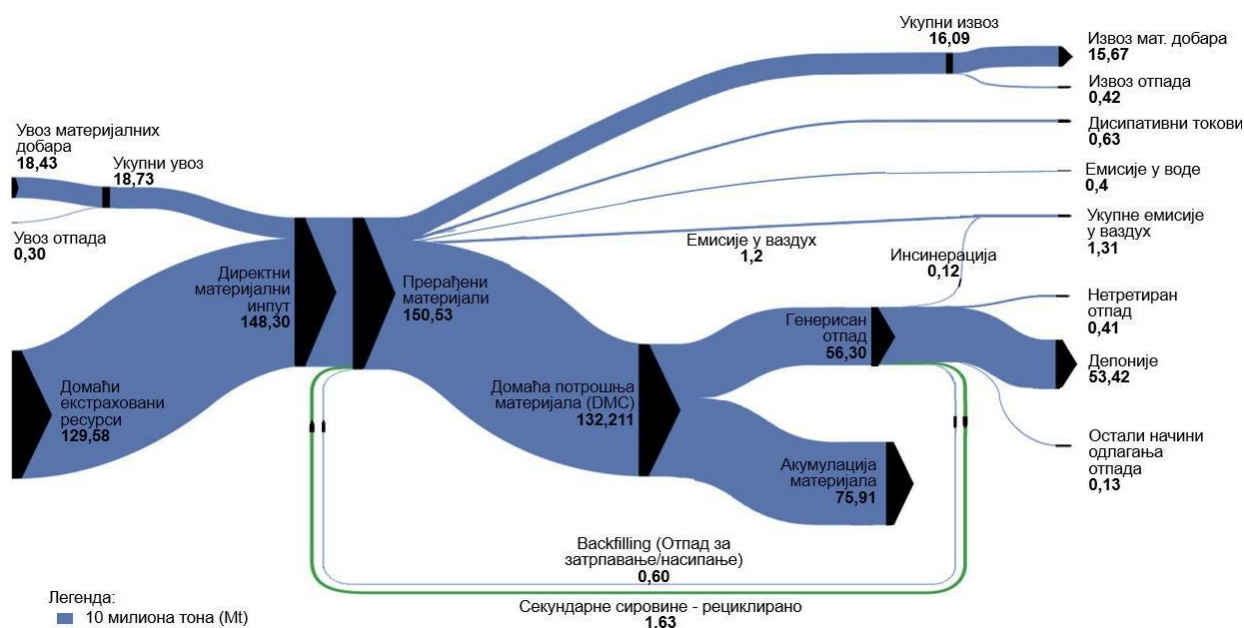 Укупни извоз
16,09
Извоз мат. добара
15,67
Извоз отпада
0,42
Дисипативни токови
0,63
Емисије у воде
0,4
Увоз материјалних
добара
18,43
Укупни увоз
18,73
Увоз отпада
0,30
Емисије у ваздух
1,2
Укупне емисије
у ваздух
1,31
Инсинерација
0,12
Директни
материјални
инпут
148,30
Прерађени
материјали
150,53
Нетретиран
отпад
0,41
Генерисан
отпад
56,30
Депоније
53,42
Домаћи
екстраховани
ресурси
129,58
Домаћа потрошња
материјала (DMC)
132,211
Остали начини
одлагања
отпада
0,13
Акумулација
материјала
75,91
Backfilling (Отпад за
затрпавање/насипање)
0,60
Секундарне сировине - рециклирано
1,63
Легенда:
10 милиона тона (Mt)